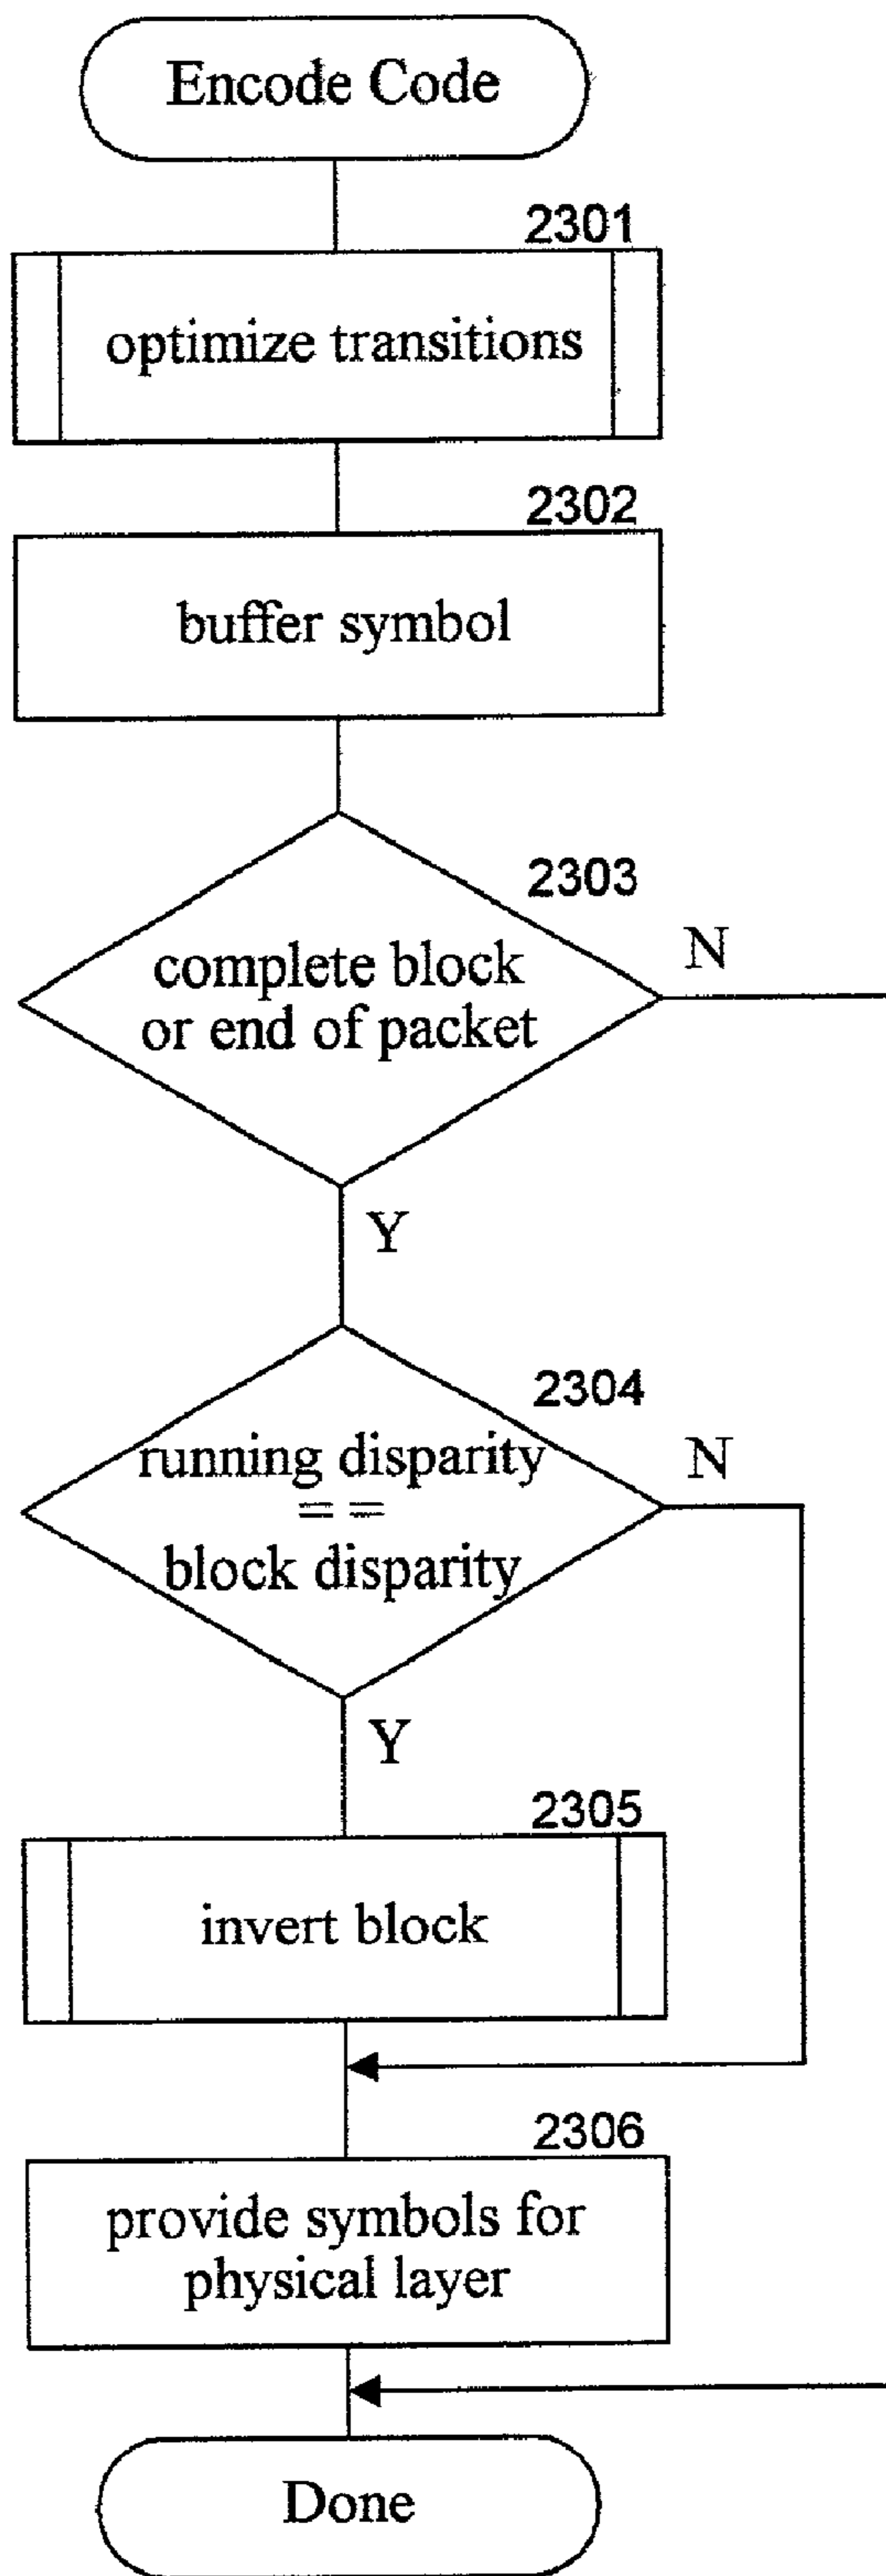 Encode Code
2301
optimize transitions
2302
buffer symbol
2303
complete block
or end of packet
N
Y
2304
running disparity
==
block disparity
N
Y
2305
invert block
2306
provide symbols for
physical layer
Done